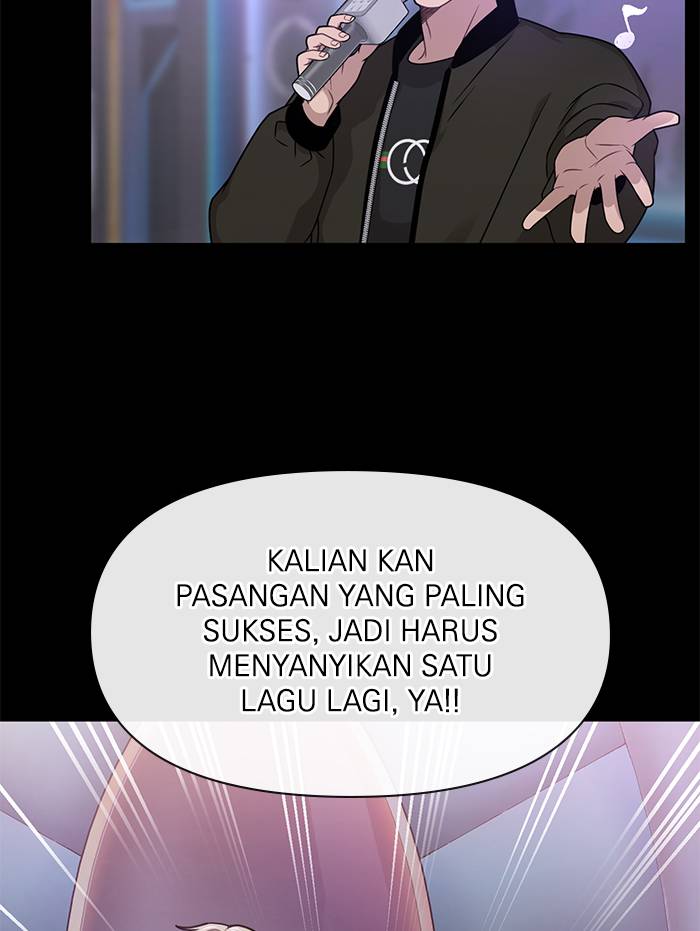 KALIAN KAN
PASANGAN YANG PALING
SUKSES, JADI HARUS
MENYANYIKAN SATU
LAGU LAGI, YA!!